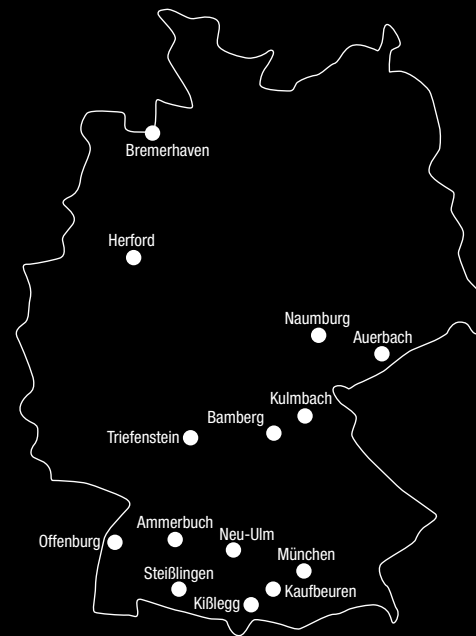 Bremerhaven
Herford
Naumburg
Auerbach
Kulmbach
Bamberg
Triefenstein
Ammerbuch
Offenburg
Neu-Ulm
München
Steißlingen
Kaufbeuren
Kißlegg